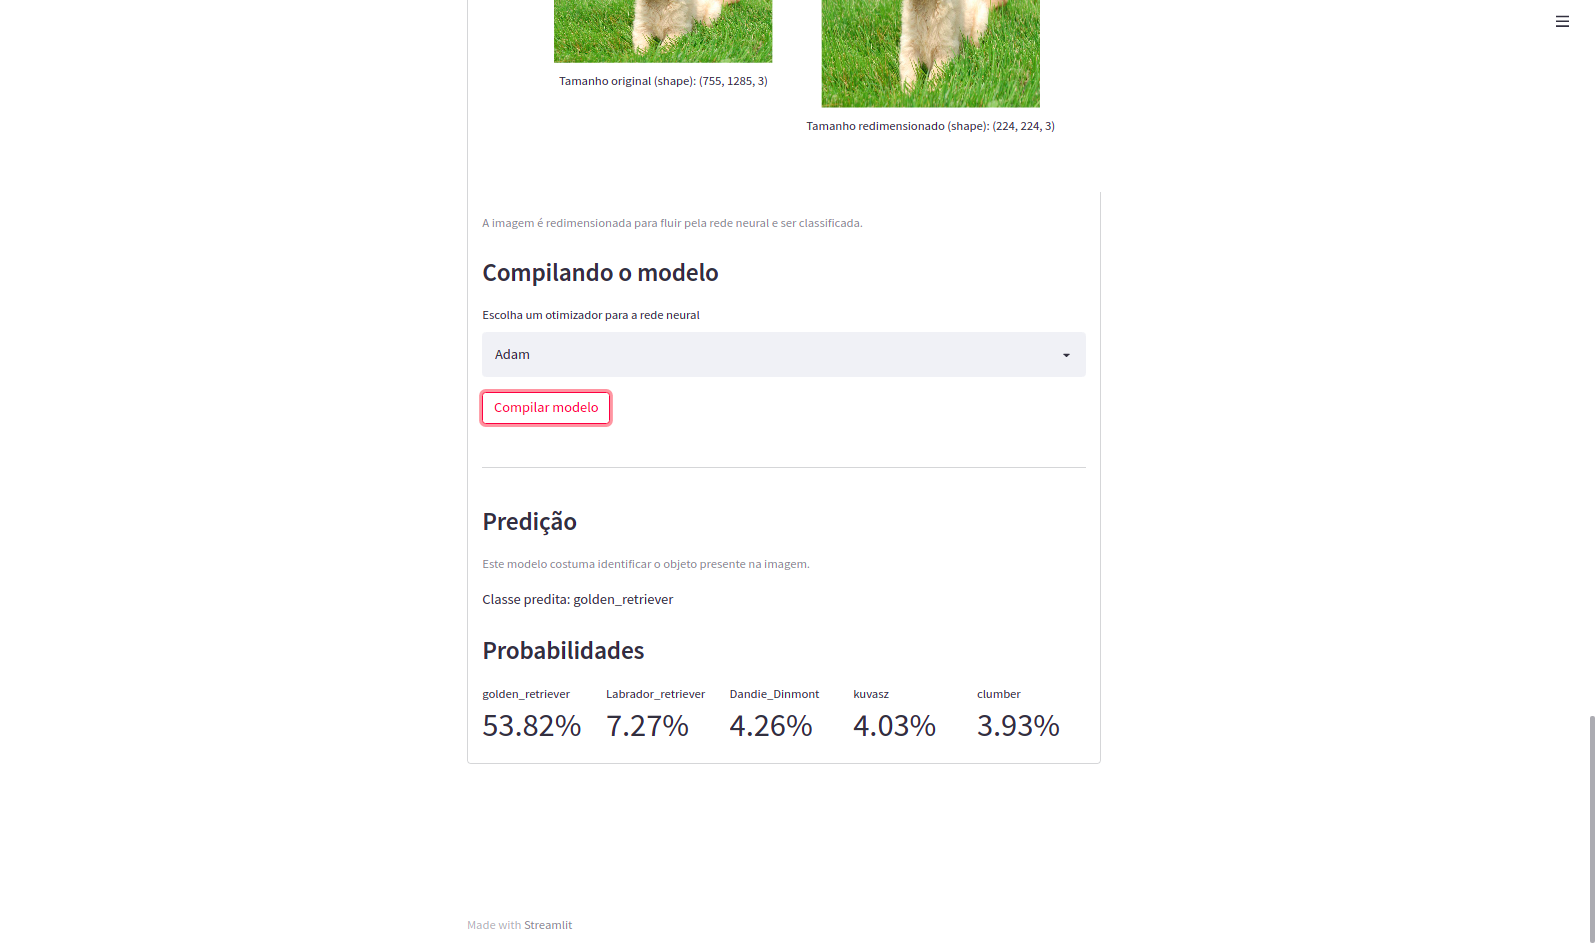 Tamanho original (shape): (755, 1285, 3)
Tamanho redimensionado (shape): (224, 224, 3)
A imagem é redimensionada para fluir pela rede neural e ser classificada.
Compilando o modelo
Escolha um otimizador para a rede neural
Adam
Compilar modelo
Predição
Este modelo costuma identificar o objeto presente na imagem.
Classe predita: golden_retriever
Probabilidades
golden_retriever Labrador_retriever Dandie_Dinmont kuvasz clumber
53.82% 7.27% 4.26% 4.03% 3.93%
Made with Streamlit